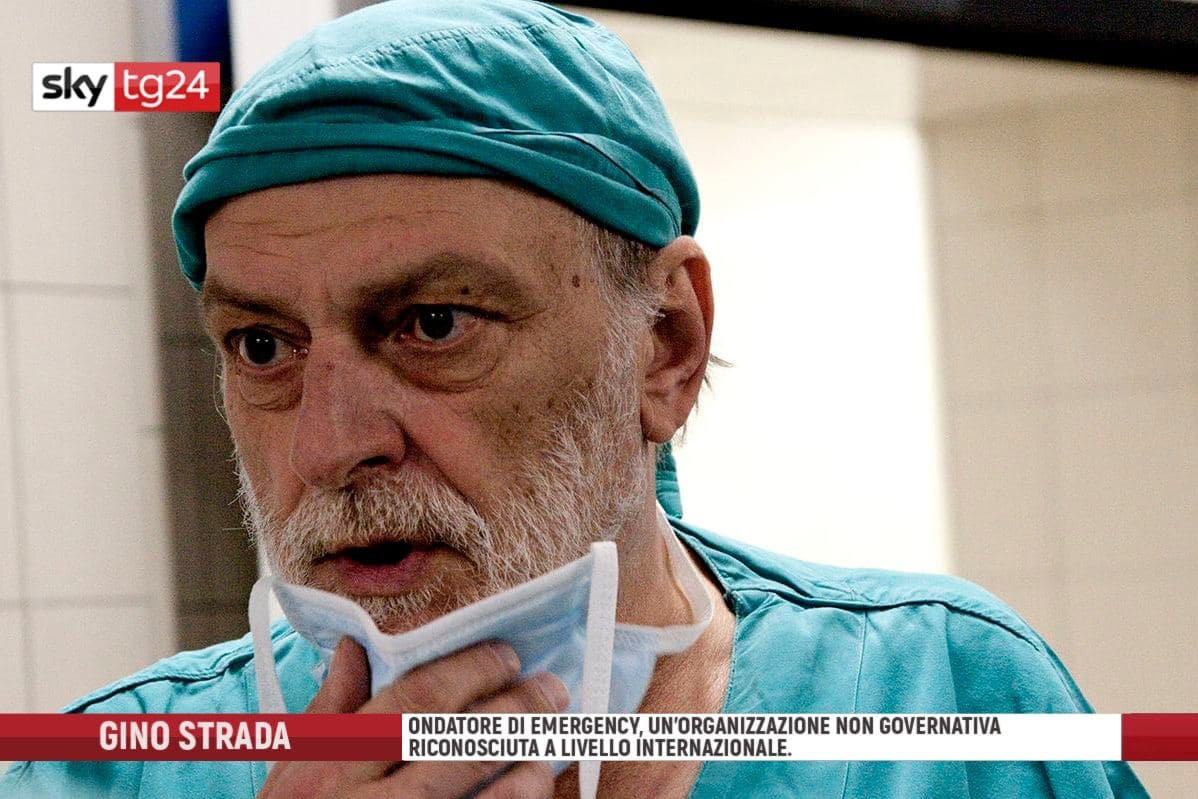 sky tg24
GINO STRADA
ONDATORE DI EMERGENCY, UN'ORGANIZZAZIONE NON GOVERNATIVA
RICONOSCIUTA A LIVELLO INTERNAZIONALE.